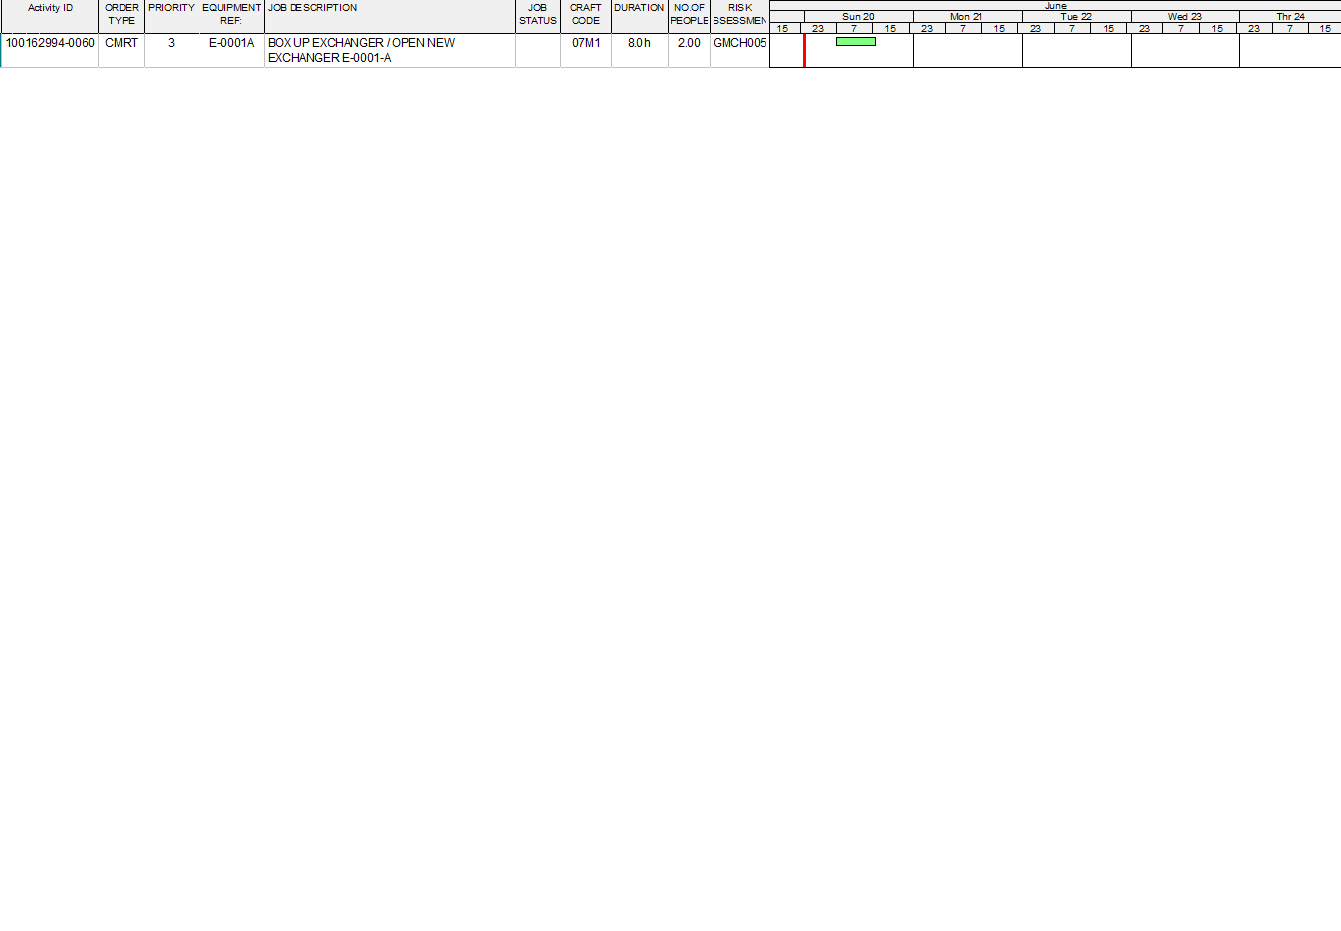 June
Activity ID ORDER TYPE PRIORITY EQUIPMENT REF: JOB DESCRIPTION JOB STATUS CRAFT CODE DURATION NO.OF PEOPLE RISK SSESSMEN
Sun 20 Mon 21 Tue 22 Wed 23 Thr 24
15 23 7 15 23 7 15 23 7 15 23 7 15 23 7 15
100162994-0060 CMRT 3 E-0001A BOX UP EXCHANGER / OPEN NEW 07M1 8.0h 2.00 GMCH005
EXCHANGER E-0001-A